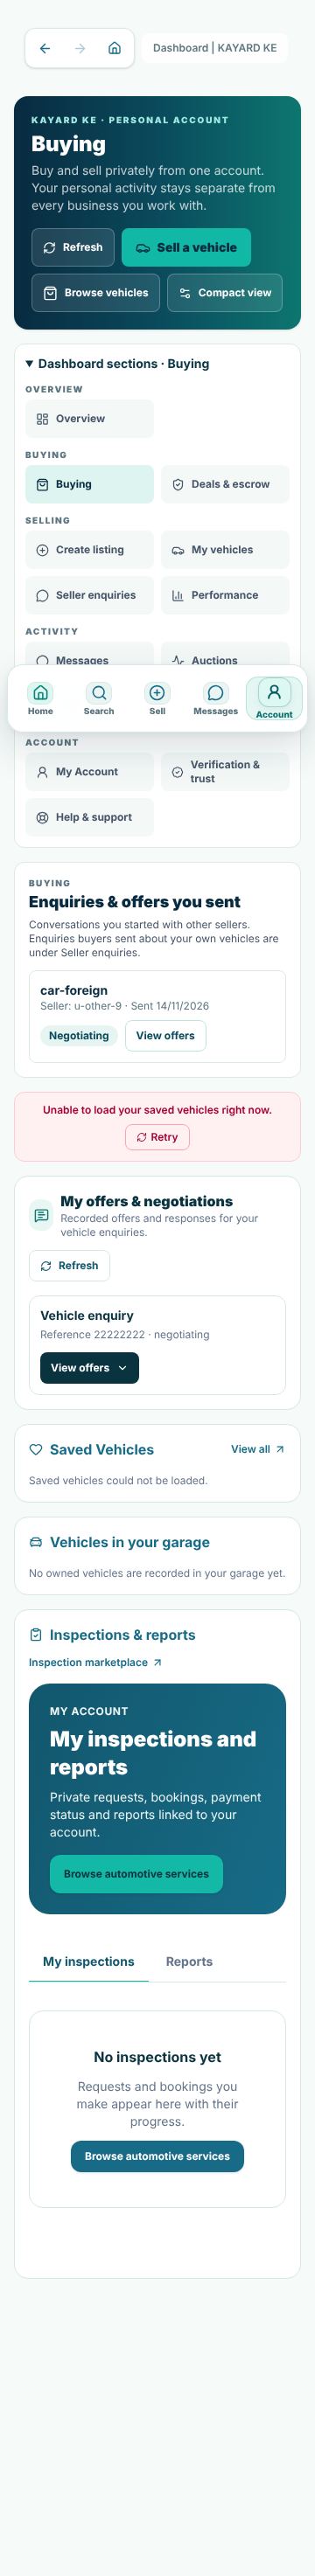 Dashboard | KAYARD KE
KAYARD KE · PERSONAL ACCOUNT
Buying
Buy and sell privately from one account.
Your personal activity stays separate from
every business you work with.
Refresh
Sell a vehicle
Browse vehicles
Compact view
Dashboard sections · Buying
OVERVIEW
Overview
BUYING
Buying
Deals & escrow
SELLING
Create listing
My vehicles
Seller enquiries
Performance
ACTIVITY
Messages
Auctions
Home
Search
Sell
Messages
Account
ACCOUNT
My Account
Verification &
trust
Help & support
BUYING
Enquiries & offers you sent
Conversations you started with other sellers.
Enquiries buyers sent about your own vehicles are
under Seller enquiries.
car-foreign
Seller: u-other-9 · Sent 14/11/2026
Negotiating
View offers
Unable to load your saved vehicles right now.
Retry
My offers & negotiations
Recorded offers and responses for your
vehicle enquiries.
Refresh
Vehicle enquiry
Reference 22222222 · negotiating
View offers
Saved Vehicles
View all
Saved vehicles could not be loaded.
Vehicles in your garage
No owned vehicles are recorded in your garage yet.
Inspections & reports
Inspection marketplace
MY ACCOUNT
My inspections and
reports
Private requests, bookings, payment
status and reports linked to your
account.
Browse automotive services
My inspections
Reports
No inspections yet
Requests and bookings you
make appear here with their
progress.
Browse automotive services